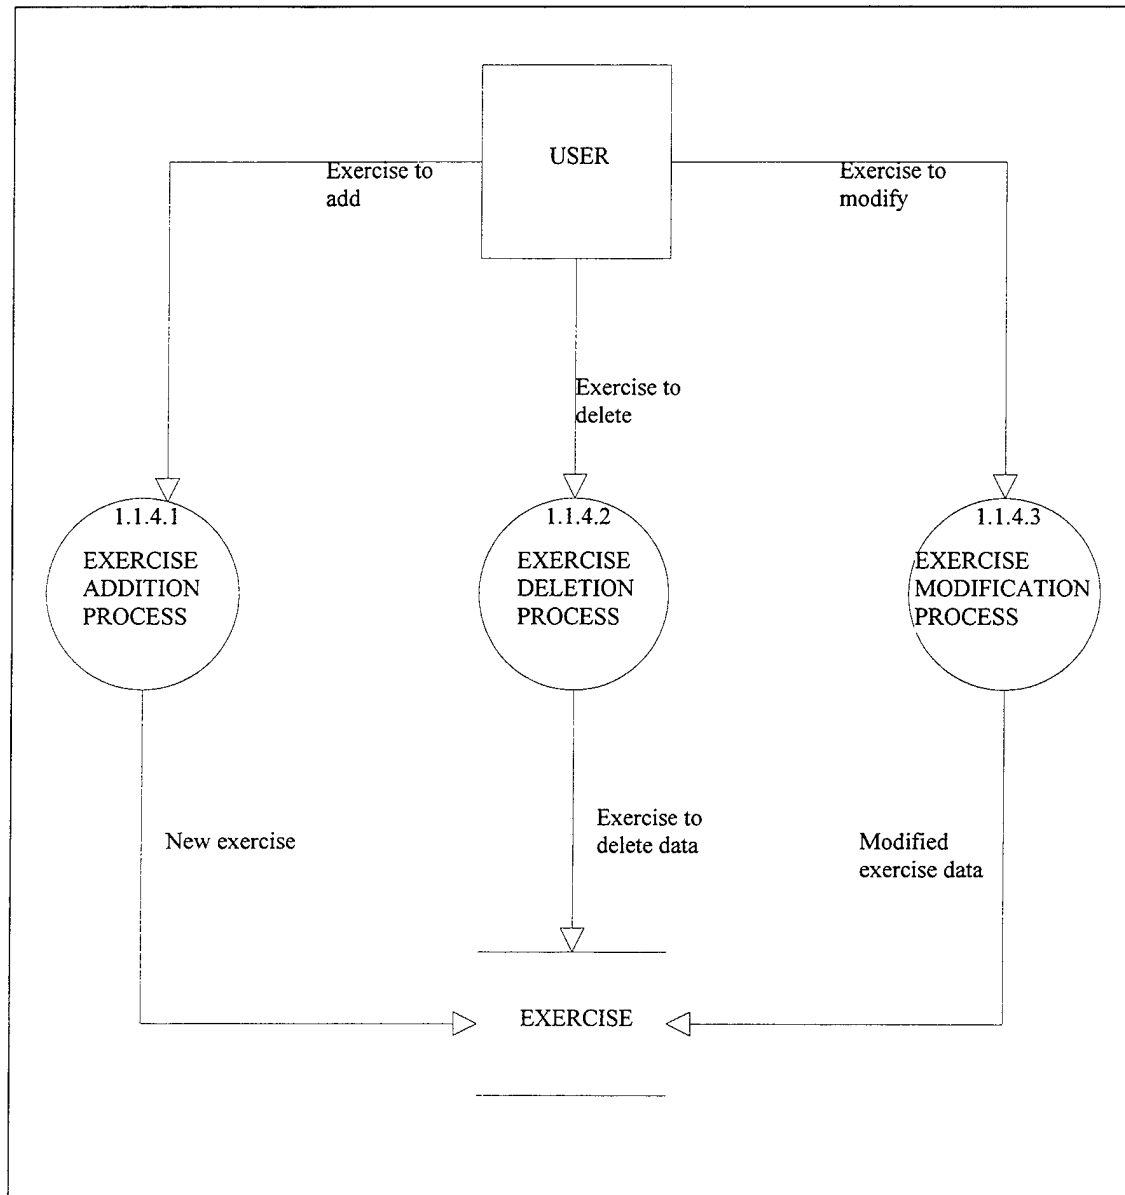 USER
Exercise to
add
Exercise to
modify
Exercise to
delete
1.1.4.1
EXERCISE
ADDITION
PROCESS
1.1.4.2
EXERCISE
DELETION
PROCESS
1.1.4.3
EXERCISE
MODIFICATION
PROCESS
New exercise
Exercise to
delete data
Modified
exercise data
EXERCISE